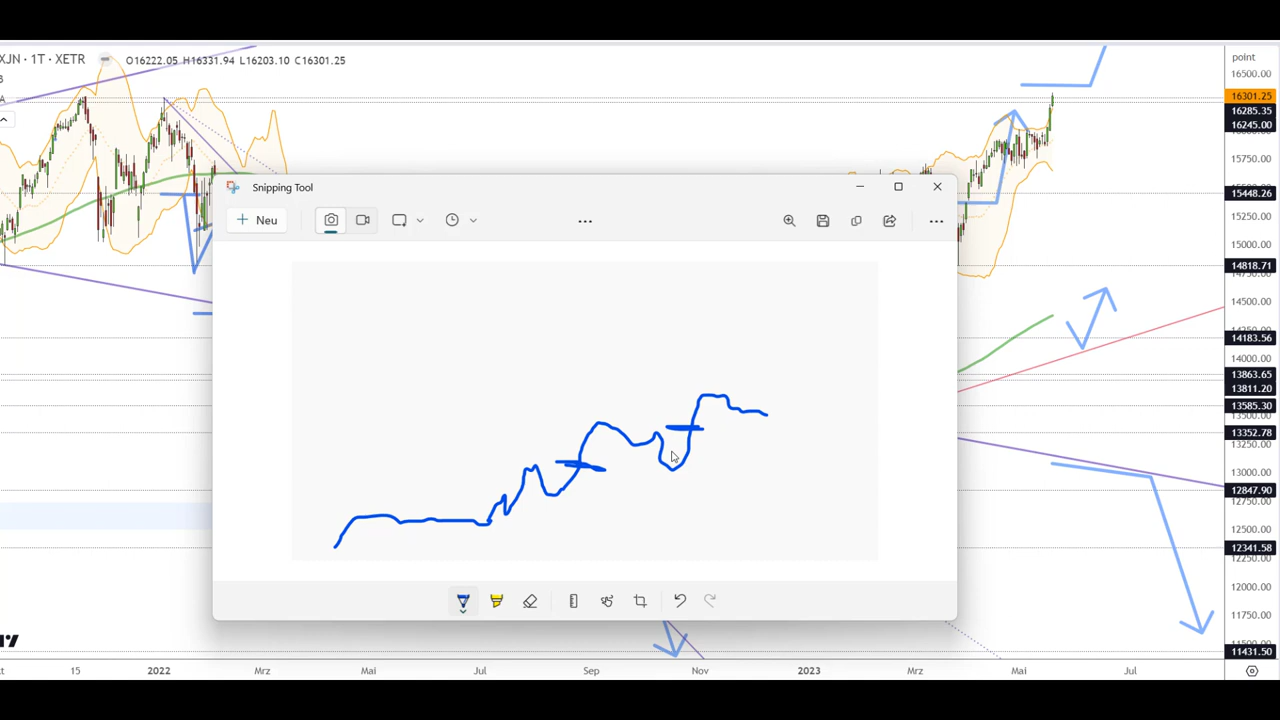 XJN · 1T · XETR
O16222.05 H16331.94 L16203.10 C16301.25
point
16500.00
16301.25
16285.35
16245.00
15750.00
15448.26
15250.00
15000.00
14818.71
14500.00
14183.56
14000.00
13863.65
13811.20
13585.30
13352.78
13000.00
12847.90
12500.00
12341.58
12000.00
11750.00
11431.50
Snipping Tool
Neu
15
2022
Mrz
Mai
Jul
Sep
Nov
2023
Mrz
Mai
Jul